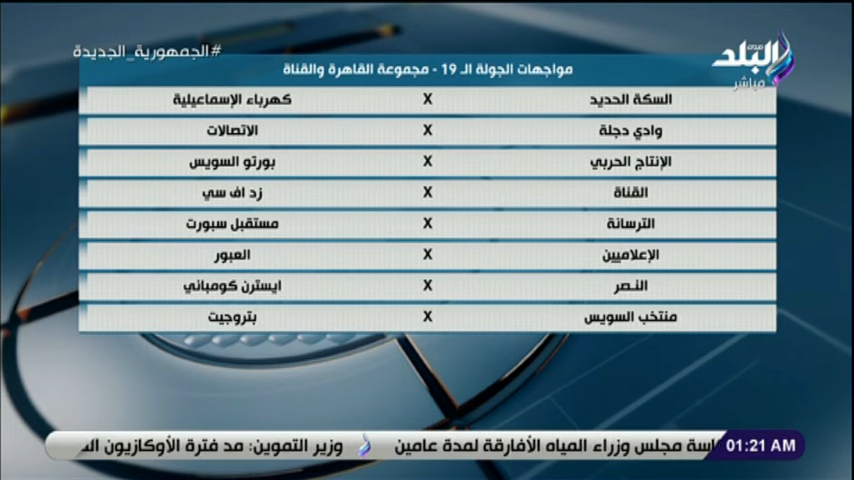 #الجمهورية_الجديدة
صدى البلد
مباشر
مواجهات الجولة الـ 19 - مجموعة القاهرة والقناة
السكة الحديد X كهرباء الإسماعيلية
وادي دجلة X الاتصالات
الإنتاج الحربي X بورتو السويس
القناة X زد اف سي
الترسانة X مستقبل سبورت
الإعلاميين X العبور
النصر X ايسترن كومباني
منتخب السويس X بتروجيت
01:21 AM
مجلس وزراء المياه الأفارقة لمدة عامين وزير التموين: مد فترة الأوكازيون